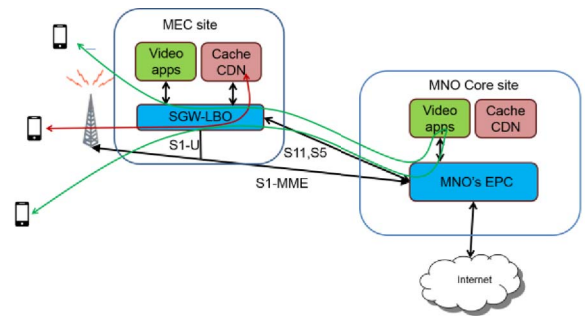 MEC site
Video
apps
Cache
CDN
SGW-LBO
S1-U
S11,S5
S1-MME
MNO Core site
Video
apps
Cache
CDN
MNO's EPC
Internet